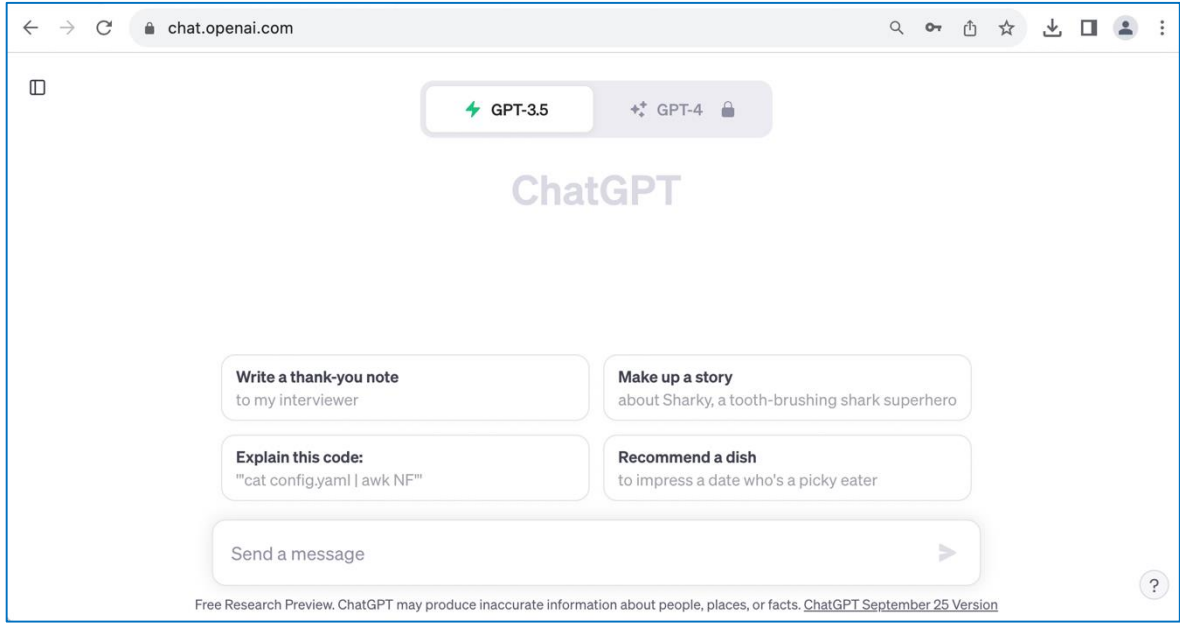 chat.openai.com
GPT-3.5
GPT-4
ChatGPT
Write a thank-you note
to my interviewer
Make up a story
about Sharky, a tooth-brushing shark superhero
Explain this code:
"'cat config.yaml | awk NF'"
Recommend a dish
to impress a date who's a picky eater
Send a message
?
Free Research Preview. ChatGPT may produce inaccurate information about people, places, or facts. ChatGPT September 25 Version